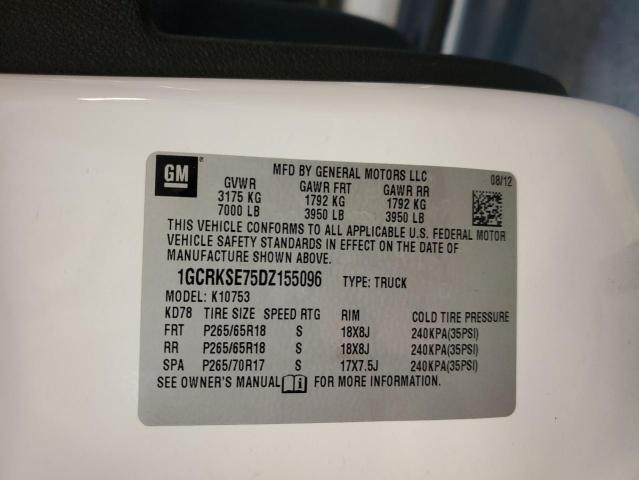 GM
MFD BY GENERAL MOTORS LLC
08/12
GVWR GAWR FRT GAWR RR
3175 KG 1792 KG 1792 KG
7000 LB 3950 LB 3950 LB
THIS VEHICLE CONFORMS TO ALL APPLICABLE U.S. FEDERAL MOTOR
VEHICLE SAFETY STANDARDS IN EFFECT ON THE DATE OF
MANUFACTURE SHOWN ABOVE.
1GCRKSE75DZ155096 TYPE: TRUCK
MODEL: K10753
KD78 TIRE SIZE SPEED RTG RIM COLD TIRE PRESSURE
FRT P265/65R18 S 18X8J 240KPA(35PSI)
RR P265/65R18 S 18X8J 240KPA(35PSI)
SPA P265/70R17 S 17X7.5J 240KPA(35PSI)
SEE OWNER'S MANUAL FOR MORE INFORMATION.